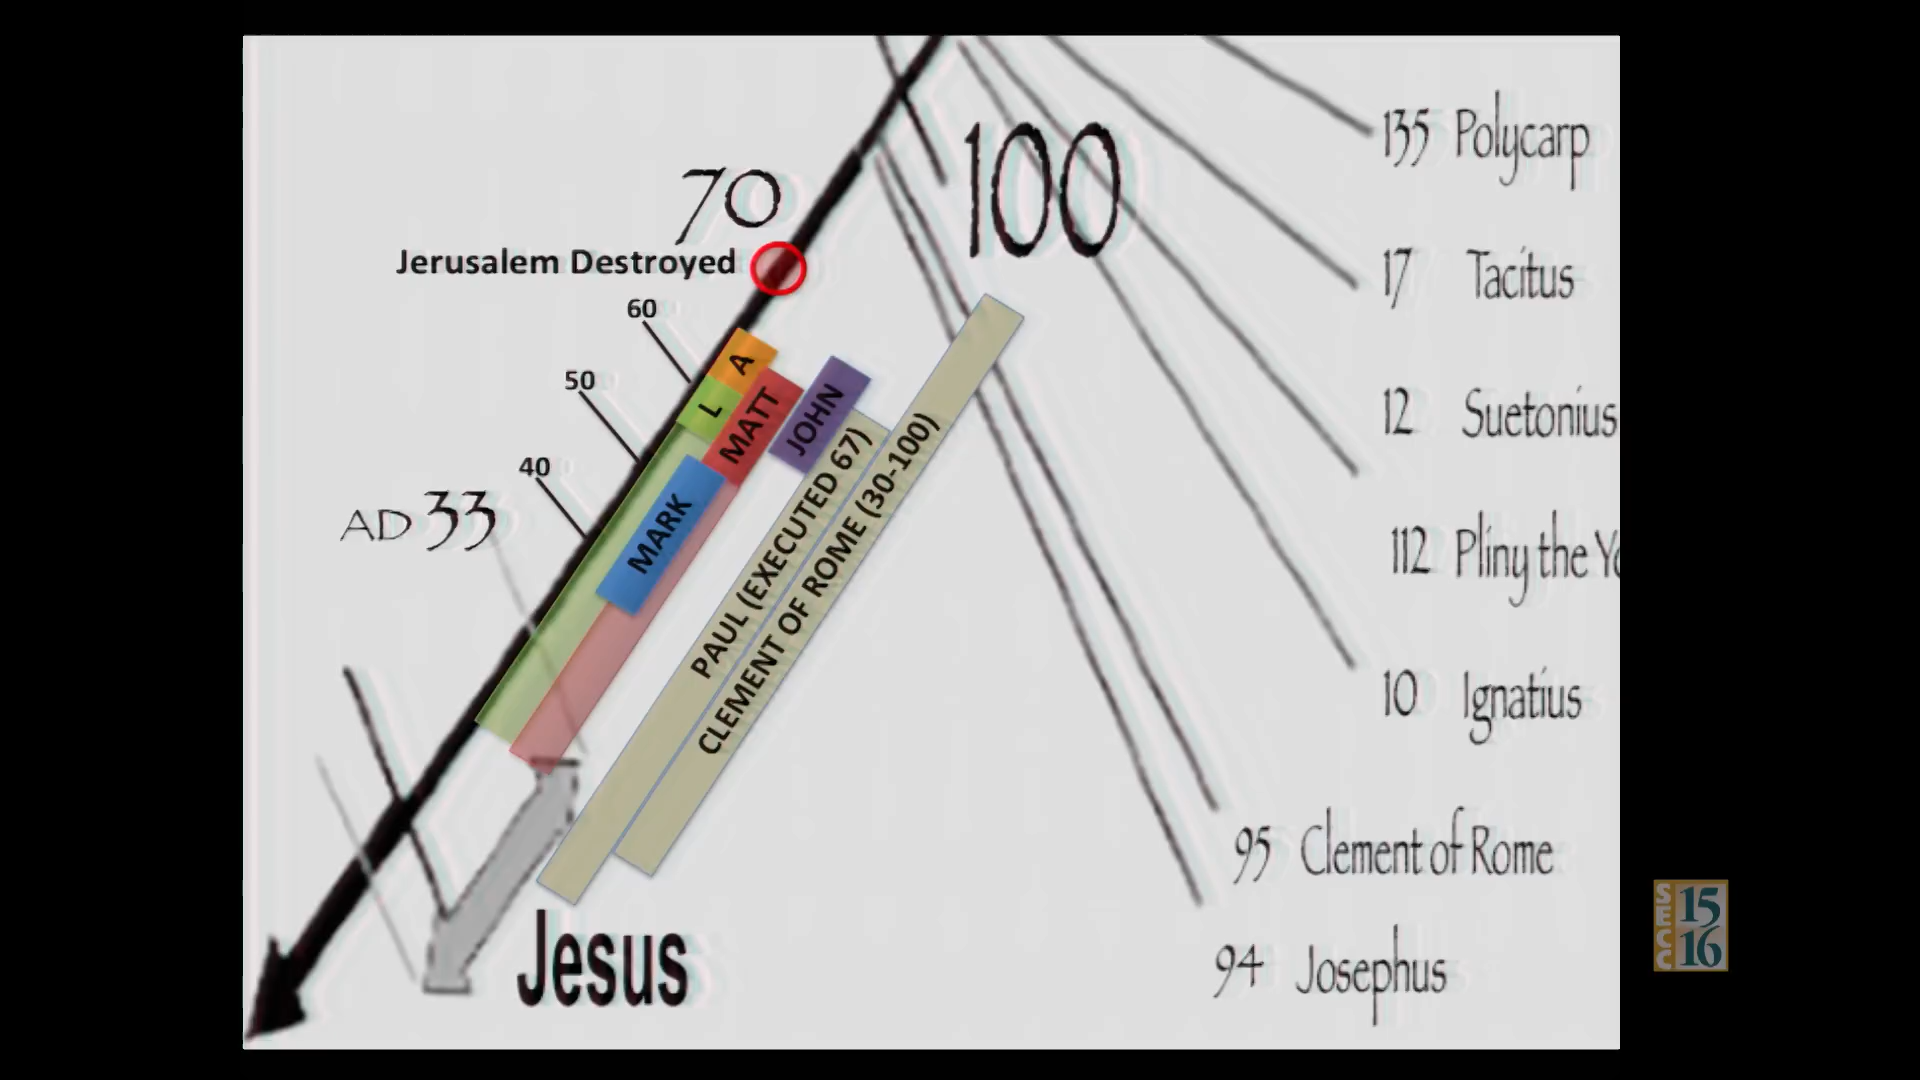 135 Polycarp
100
70
17 Tacitus
Jerusalem Destroyed
60
A
50
L
MATT
JOHN
12 Suetonius
40
MARK
AD 33
PAUL (EXECUTED 67)
CLEMENT OF ROME (30-100)
112 Pliny the Yo
10 Ignatius
95 Clement of Rome
Jesus
94 Josephus
SECC
15
16